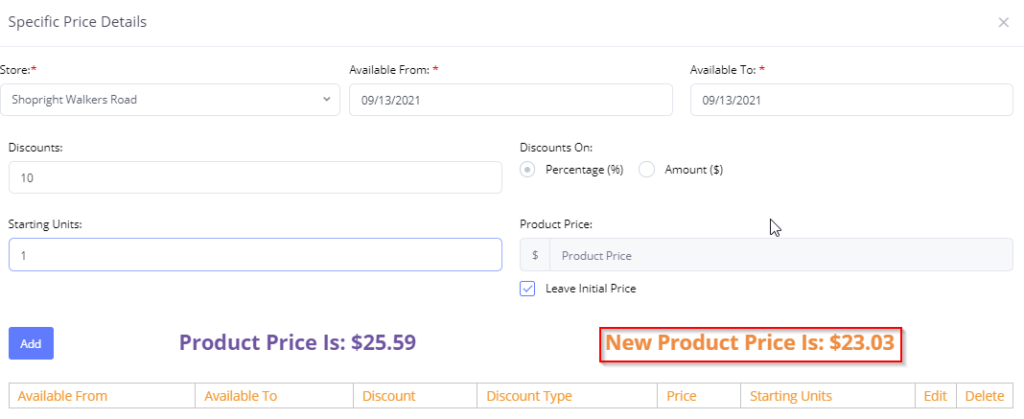 Specific Price Details
Store:* Available From: * Available To: *
Shopright Walkers Road 09/13/2021 09/13/2021
Discounts: Discounts On:
10 Percentage (%) Amount ($)
Starting Units: Product Price:
1 $ Product Price
Leave Initial Price
Add Product Price Is: $25.59 New Product Price Is: $23.03
Available From Available To Discount Discount Type Price Starting Units Edit Delete